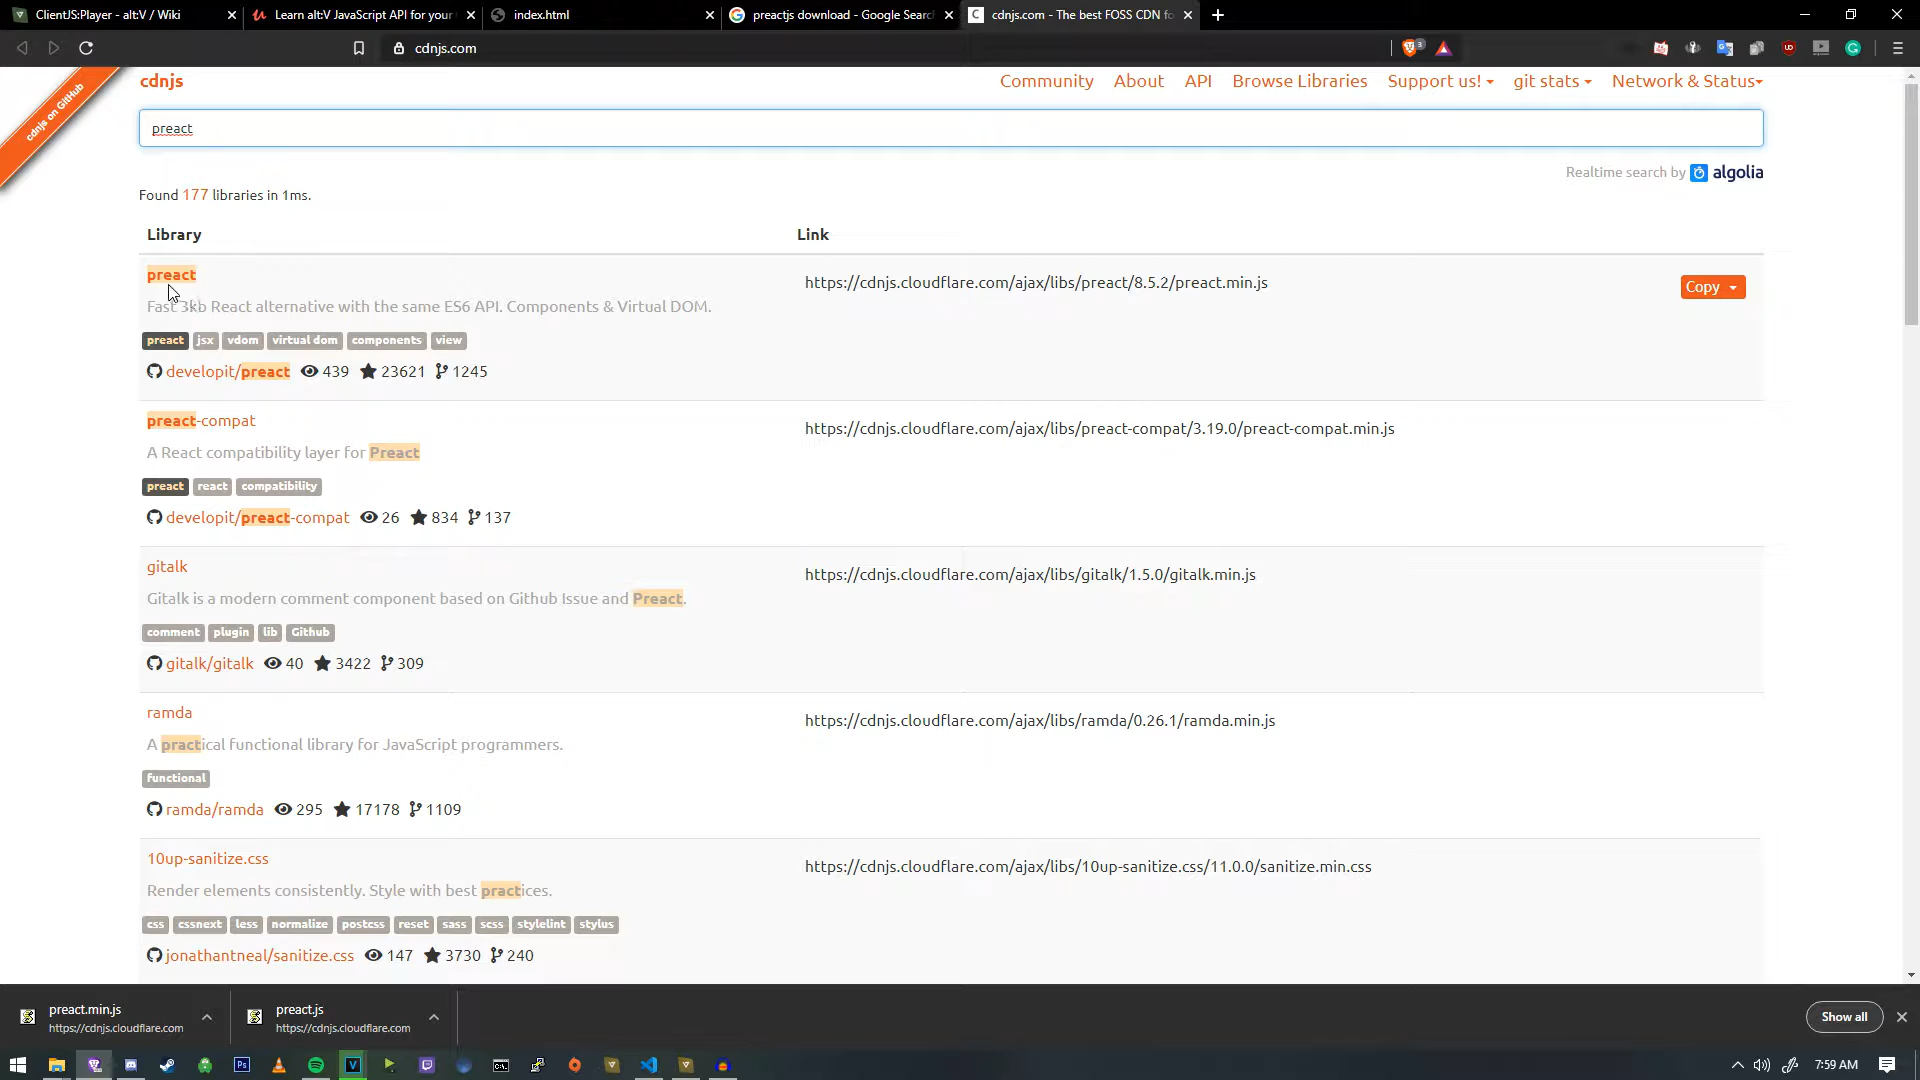 ClientJS:Player - alt:V / Wiki
Learn alt:V JavaScript API for your
index.html
preactjs download - Google Searc
cdnjs.com - The best FOSS CDN fo
cdnjs.com
3
cdnjs on GitHub
cdnjs
Community About API Browse Libraries Support us! git stats Network & Status
preact
Realtime search by algolia
Found 177 libraries in 1ms.
Library Link
preact
https://cdnjs.cloudflare.com/ajax/libs/preact/8.5.2/preact.min.js
Copy
Fast 3kb React alternative with the same ES6 API. Components & Virtual DOM.
preact jsx vdom virtual dom components view
developit/preact 439 23621 1245
preact-compat
https://cdnjs.cloudflare.com/ajax/libs/preact-compat/3.19.0/preact-compat.min.js
A React compatibility layer for Preact
preact react compatibility
developit/preact-compat 26 834 137
gitalk
https://cdnjs.cloudflare.com/ajax/libs/gitalk/1.5.0/gitalk.min.js
Gitalk is a modern comment component based on Github Issue and Preact.
comment plugin lib Github
gitalk/gitalk 40 3422 309
ramda
https://cdnjs.cloudflare.com/ajax/libs/ramda/0.26.1/ramda.min.js
A practical functional library for JavaScript programmers.
functional
ramda/ramda 295 17178 1109
10up-sanitize.css
https://cdnjs.cloudflare.com/ajax/libs/10up-sanitize.css/11.0.0/sanitize.min.css
Render elements consistently. Style with best practices.
css cssnext less normalize postcss reset sass scss stylelint stylus
jonathantneal/sanitize.css 147 3730 240
preact.min.js
https://cdnjs.cloudflare.com
preact.js
https://cdnjs.cloudflare.com
Show all
7:59 AM